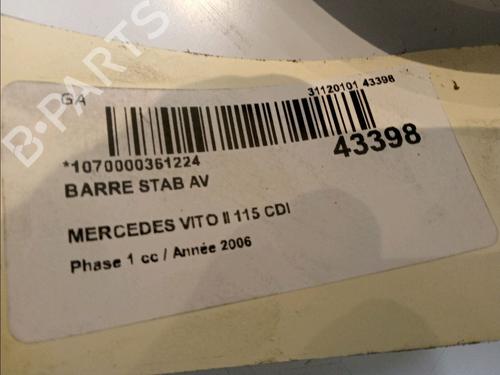 GA
31120101 43398
*1070000361224
43398
BARRE STAB AV
MERCEDES VITO II 115 CDI
Phase 1 cc / Année 2006
B-PARTS